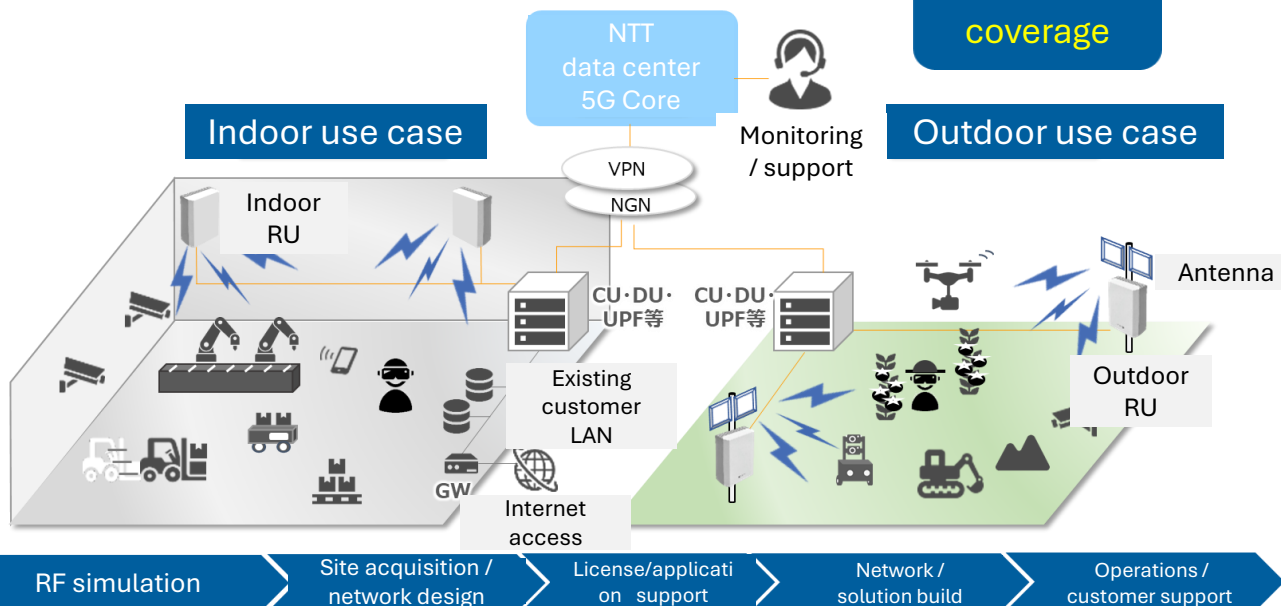 coverage
NTT
data center
5G Core
Monitoring
/ support
Indoor use case
Outdoor use case
VPN
NGN
Indoor
RU
Antenna
CU･DU･
UPF等
CU･DU･
UPF等
Existing
customer
LAN
Outdoor
RU
GW
Internet
access
RF simulation
Site acquisition /
network design
License/applicati
on support
Network /
solution build
Operations /
customer support